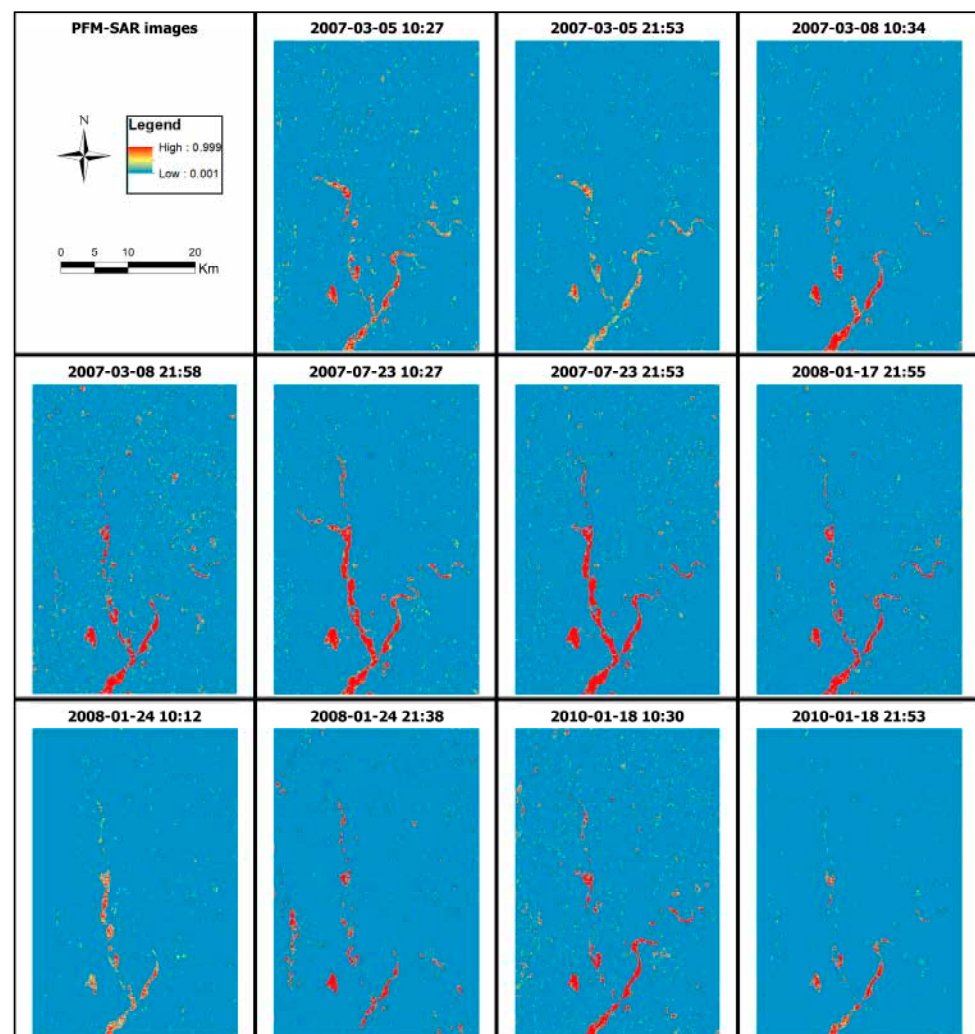 PFM-SAR images
2007-03-05 10:27
2007-03-05 21:53
2007-03-08 10:34
N
Legend
High : 0.999
Low : 0.001
0 5 10 20
Km
2007-03-08 21:58
2007-07-23 10:27
2007-07-23 21:53
2008-01-17 21:55
2008-01-24 10:12
2008-01-24 21:38
2010-01-18 10:30
2010-01-18 21:53